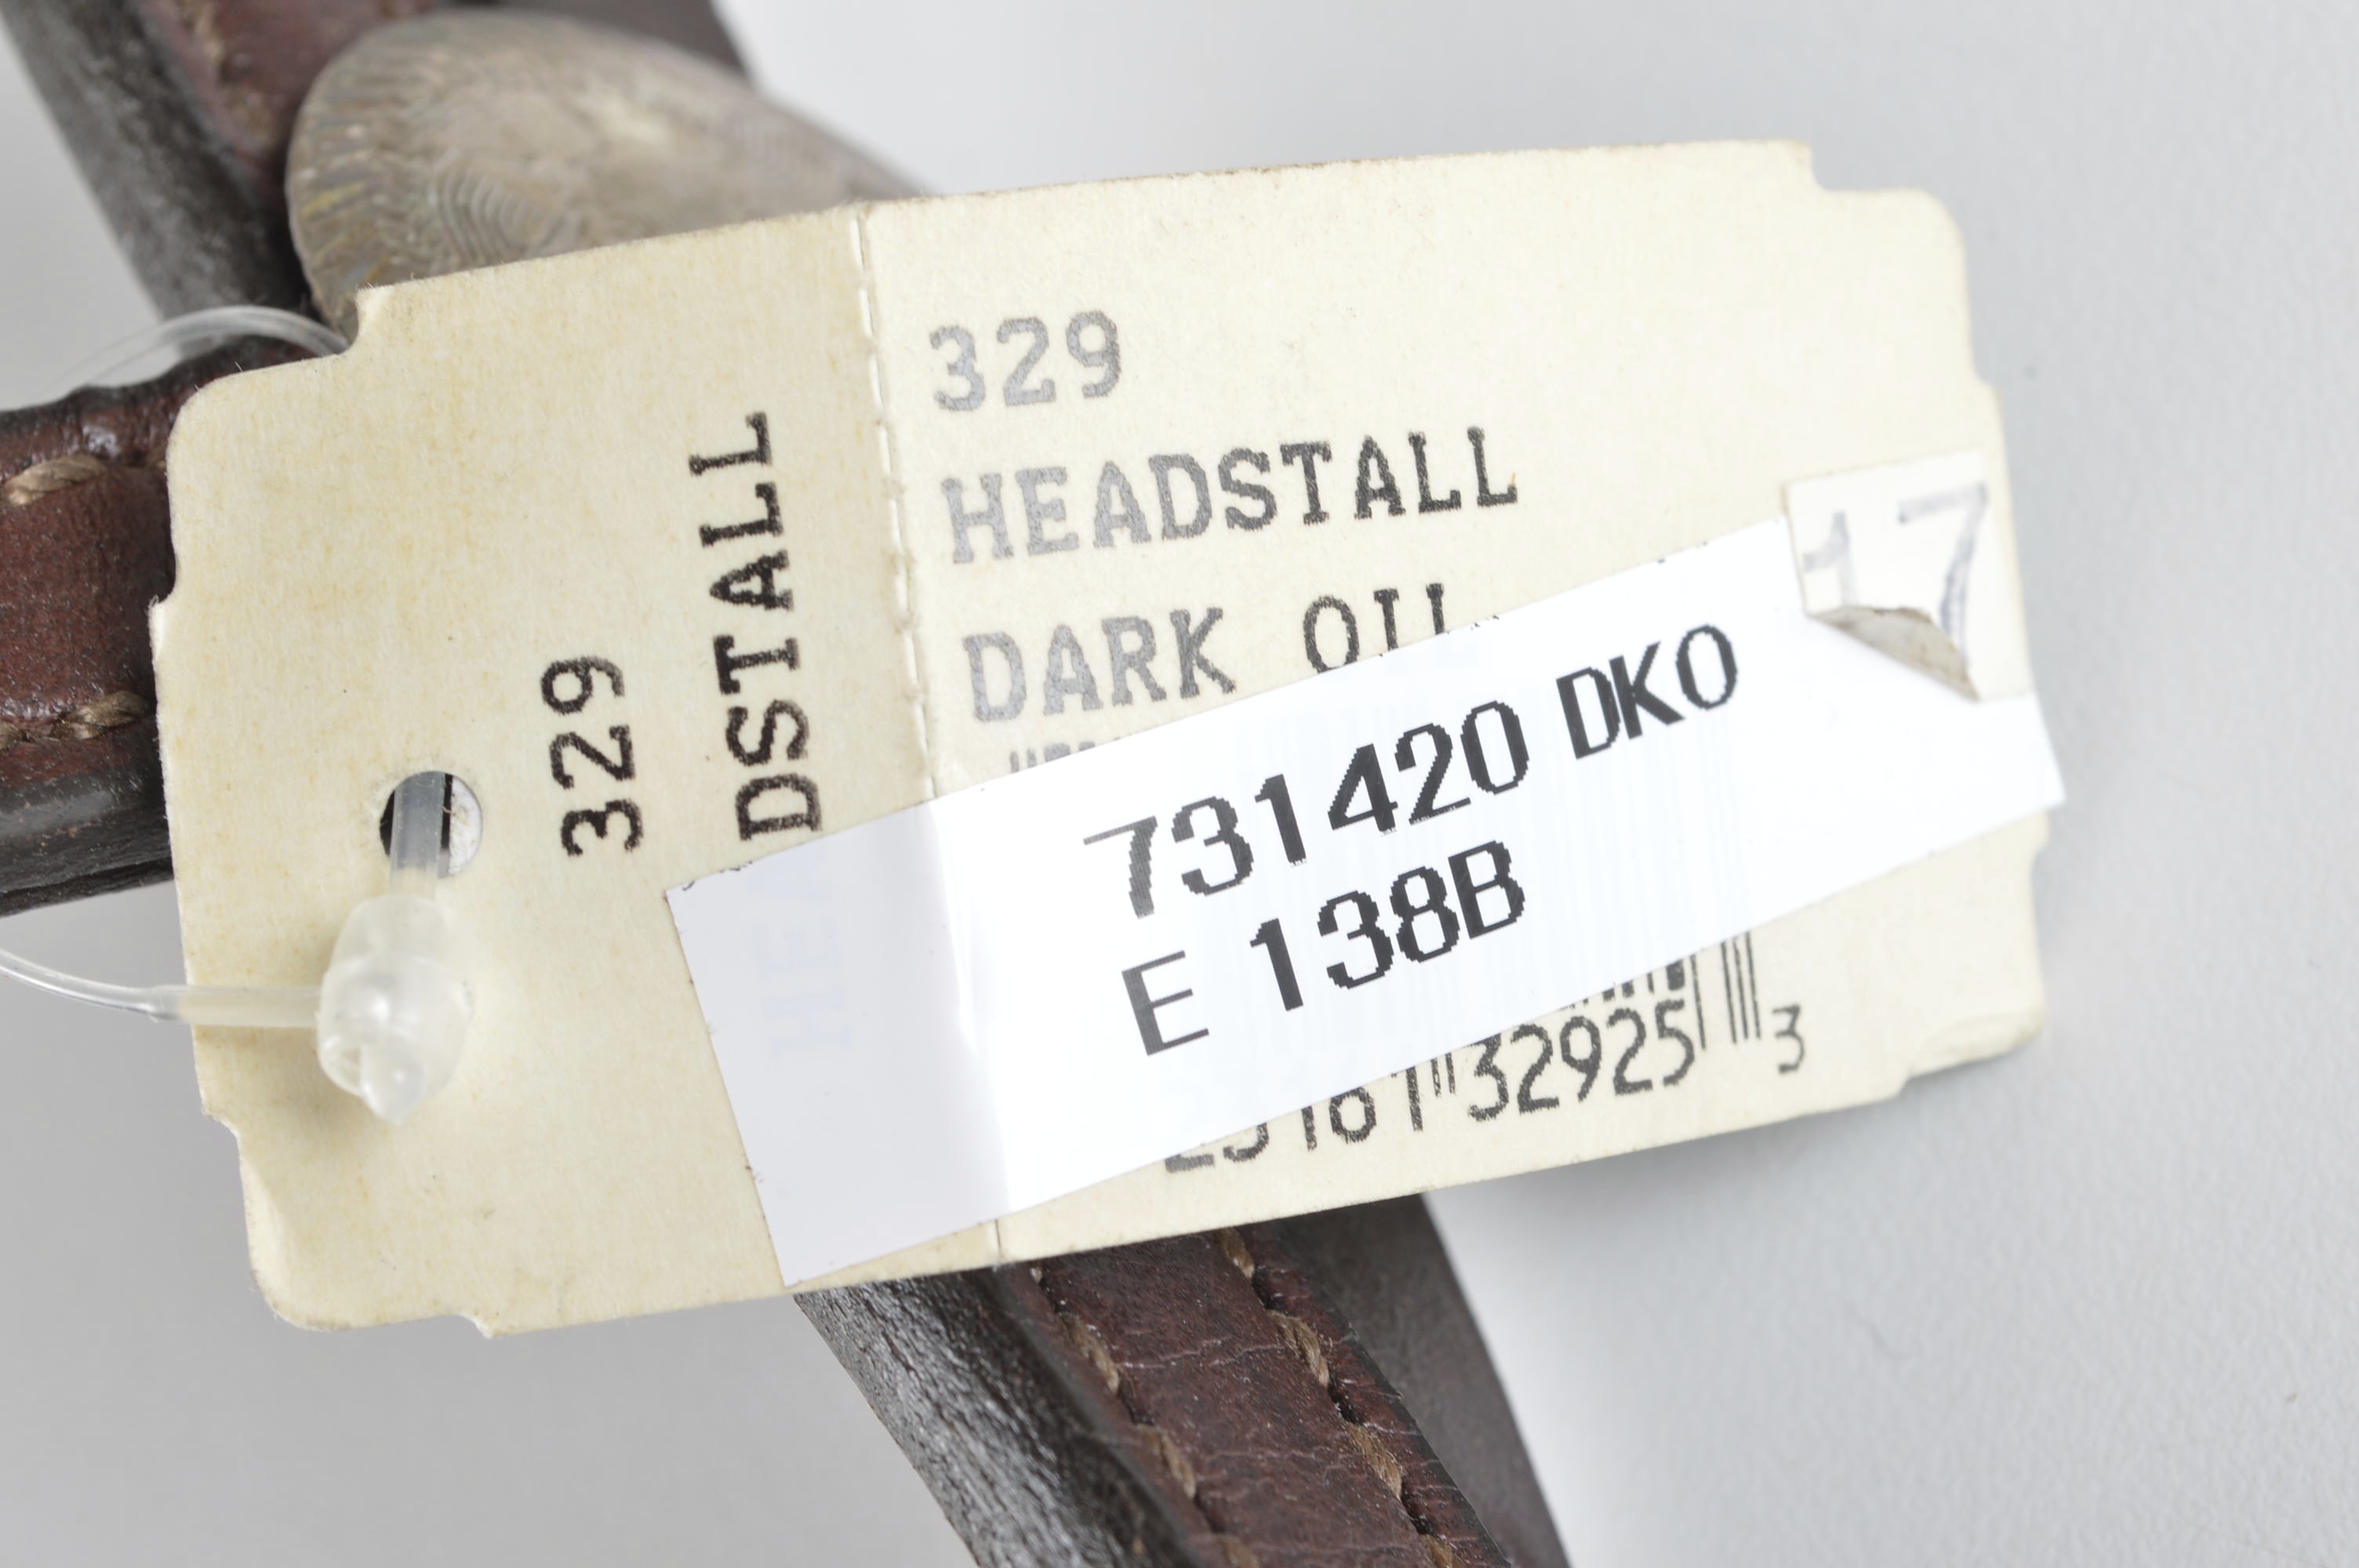 329
DSTALL
329
HEADSTALL
DARK OIL
17
731420 DKO
E 138B
32925 3